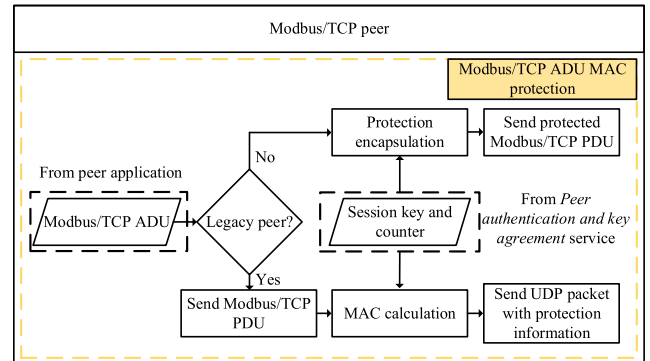 Modbus/TCP peer
Modbus/TCP ADU MAC
protection
Protection
encapsulation
Send protected
Modbus/TCP PDU
No
From peer application
Modbus/TCP ADU
Legacy peer?
Session key and
counter
From Peer
authentication and key
agreement service
Yes
Send Modbus/TCP
PDU
MAC calculation
Send UDP packet
with protection
information